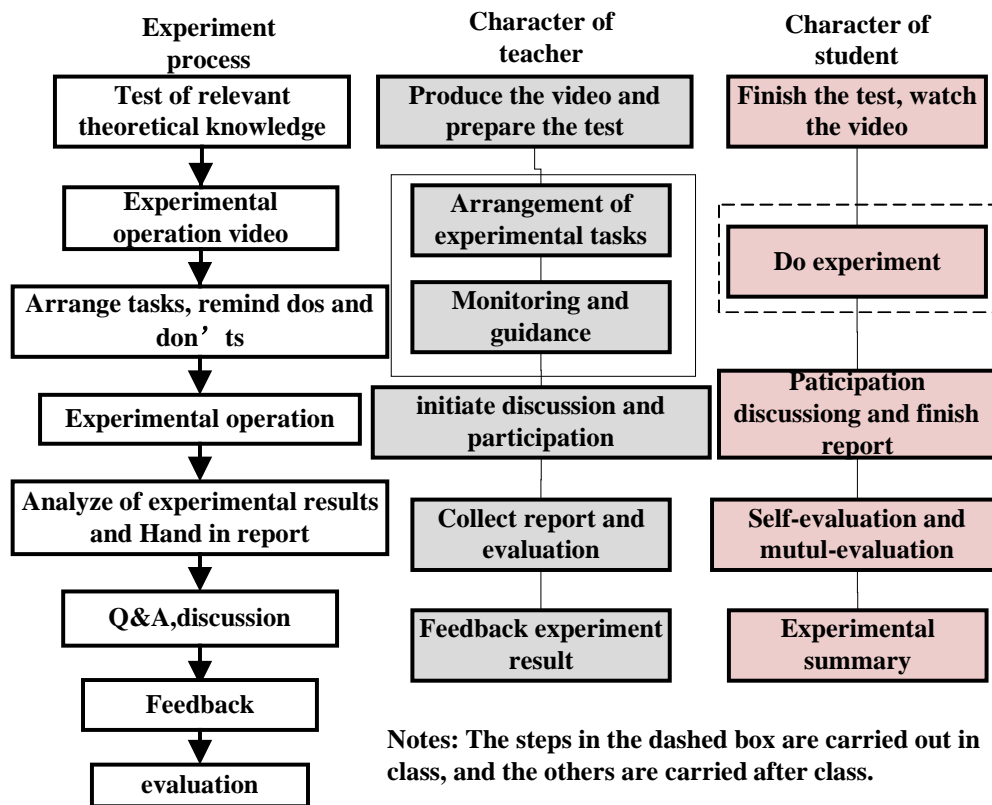 Experiment
process
Test of relevant
theoretical knowledge
Experimental
operation video
Arrange tasks, remind dos and
don’ ts
Experimental operation
Analyze of experimental results
and Hand in report
Q&A,discussion
Feedback
evaluation
Character of
teacher
Produce the video and
prepare the test
Arrangement of
experimental tasks
Monitoring and
guidance
initiate discussion and
participation
Collect report and
evaluation
Feedback experiment
result
Character of
student
Finish the test, watch
the video
Do experiment
Paticipation
discussiong and finish
report
Self-evaluation and
mutul-evaluation
Experimental
summary
Notes: The steps in the dashed box are carried out in
class, and the others are carried after class.